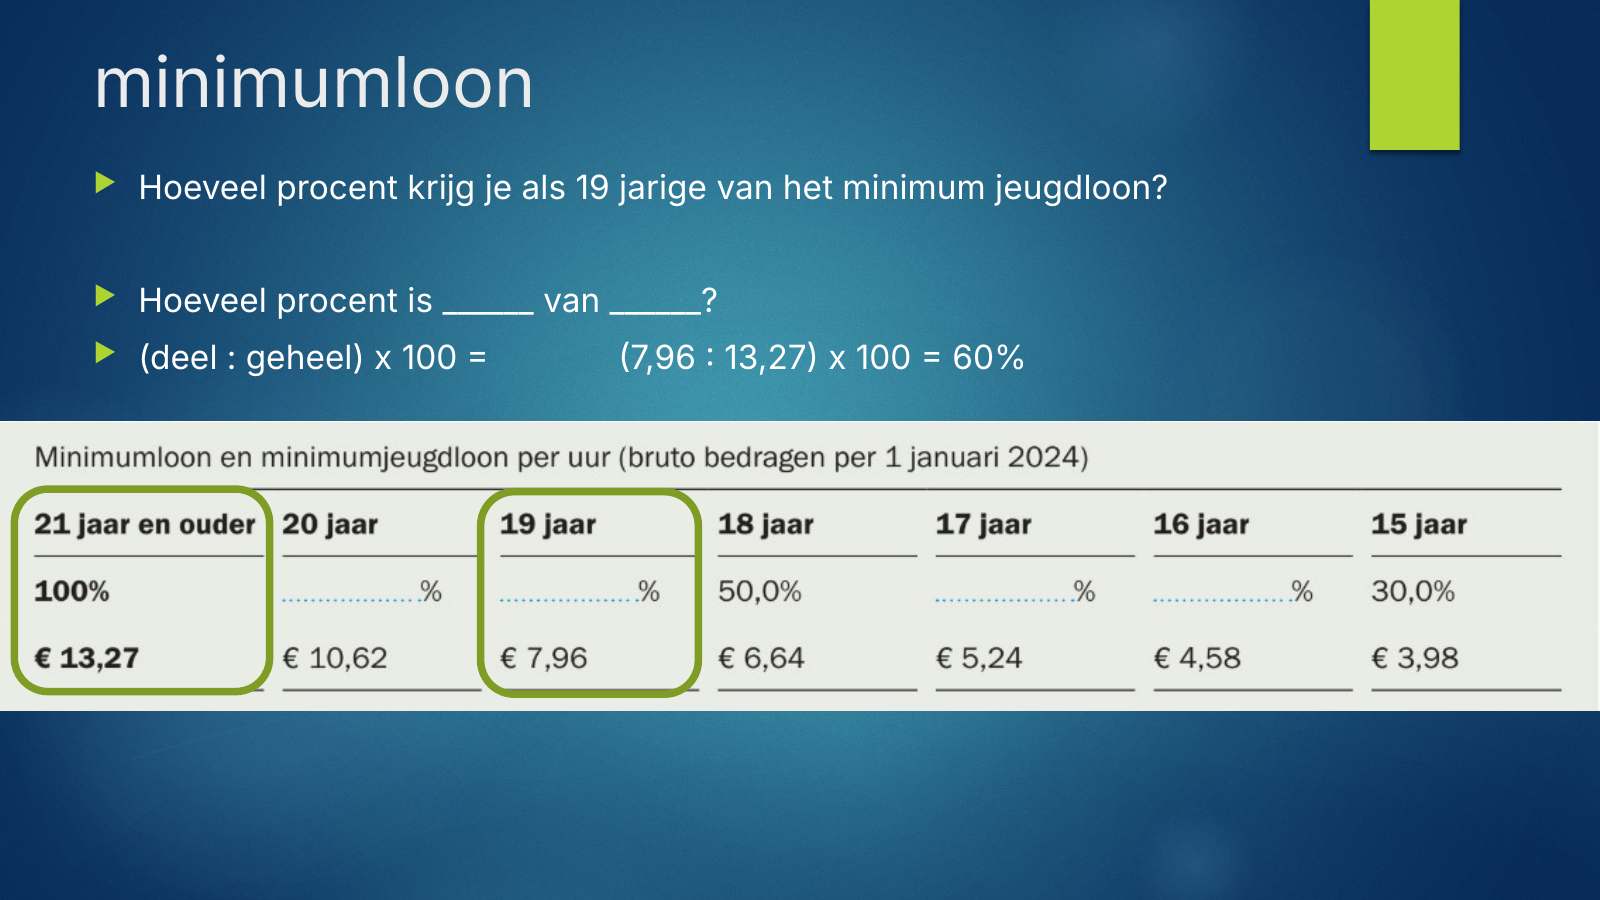 minimumloon
Hoeveel procent krijg je als 19 jarige van het minimum jeugdloon?
Hoeveel procent is _____ van _____?
(deel : geheel) x 100 = (7,96 : 13,27) x 100 = 60%
Minimumloon en minimumjeugdloon per uur (bruto bedragen per 1 januari 2024)
21 jaar en ouder 20 jaar 19 jaar 18 jaar 17 jaar 16 jaar 15 jaar
100% ..................% ..................% 50,0% ..................% ..................% 30,0%
€ 13,27 € 10,62 € 7,96 € 6,64 € 5,24 € 4,58 € 3,98